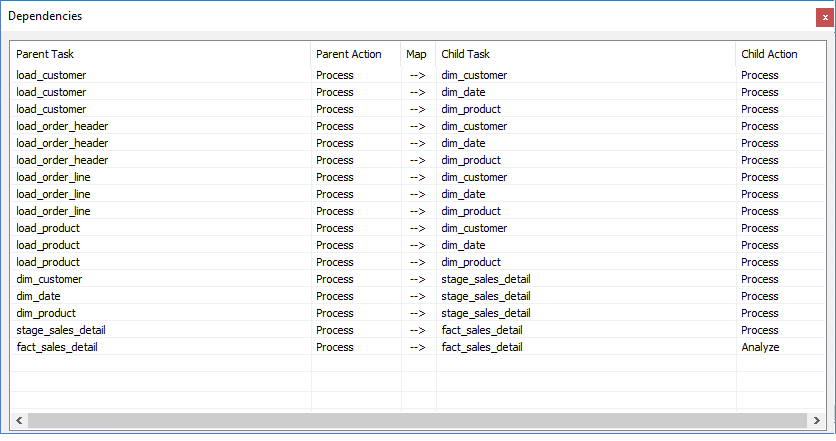 Dependencies
x
Parent Task Parent Action Map Child Task Child Action
load_customer Process --> dim_customer Process
load_customer Process --> dim_date Process
load_customer Process --> dim_product Process
load_order_header Process --> dim_customer Process
load_order_header Process --> dim_date Process
load_order_header Process --> dim_product Process
load_order_line Process --> dim_customer Process
load_order_line Process --> dim_date Process
load_order_line Process --> dim_product Process
load_product Process --> dim_customer Process
load_product Process --> dim_date Process
load_product Process --> dim_product Process
dim_customer Process --> stage_sales_detail Process
dim_date Process --> stage_sales_detail Process
dim_product Process --> stage_sales_detail Process
stage_sales_detail Process --> fact_sales_detail Process
fact_sales_detail Process --> fact_sales_detail Analyze